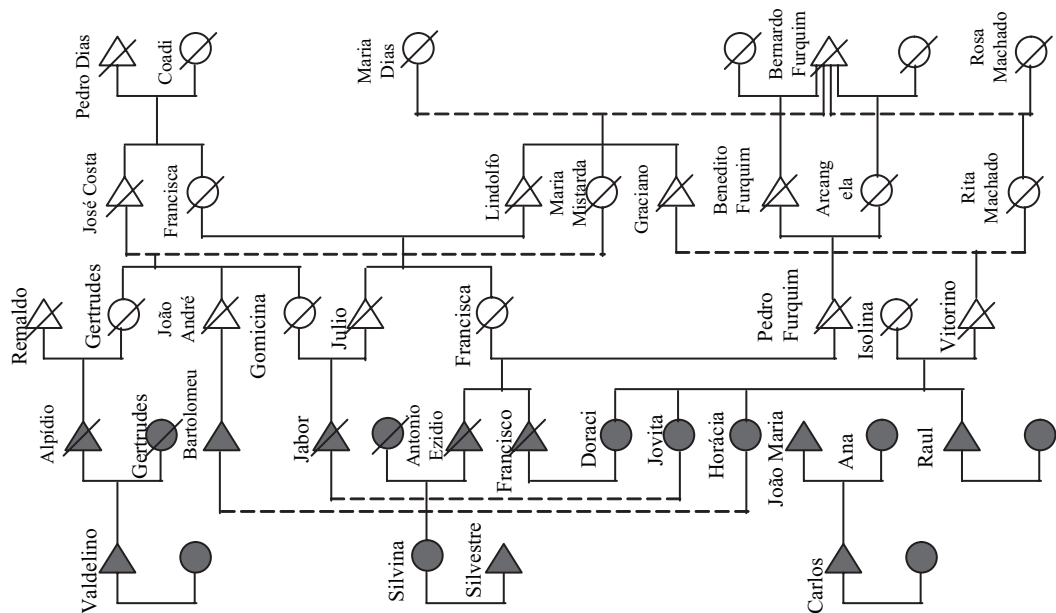 Pedro Dias
Coadi
Maria
Dias
Bernardo
Furquim
Rosa
Machado
José Costa
Francisca
Lindolfo
Maria
Mistarda
Graciano
Benedito
Furquim
Arcang
ela
Rita
Machado
Remaldo
Gertrudes
João
André
Gomicina
Julio
Francisca
Pedro
Furquim
Isolina
Vitorino
Alpídio
Gertrudes
Bartolomeu
Jabor
Antonio
Ezidio
Francisco
Doraci
Jovita
Horácia
João Maria
Ana
Raul
Valdelino
Silvina
Silvestre
Carlos